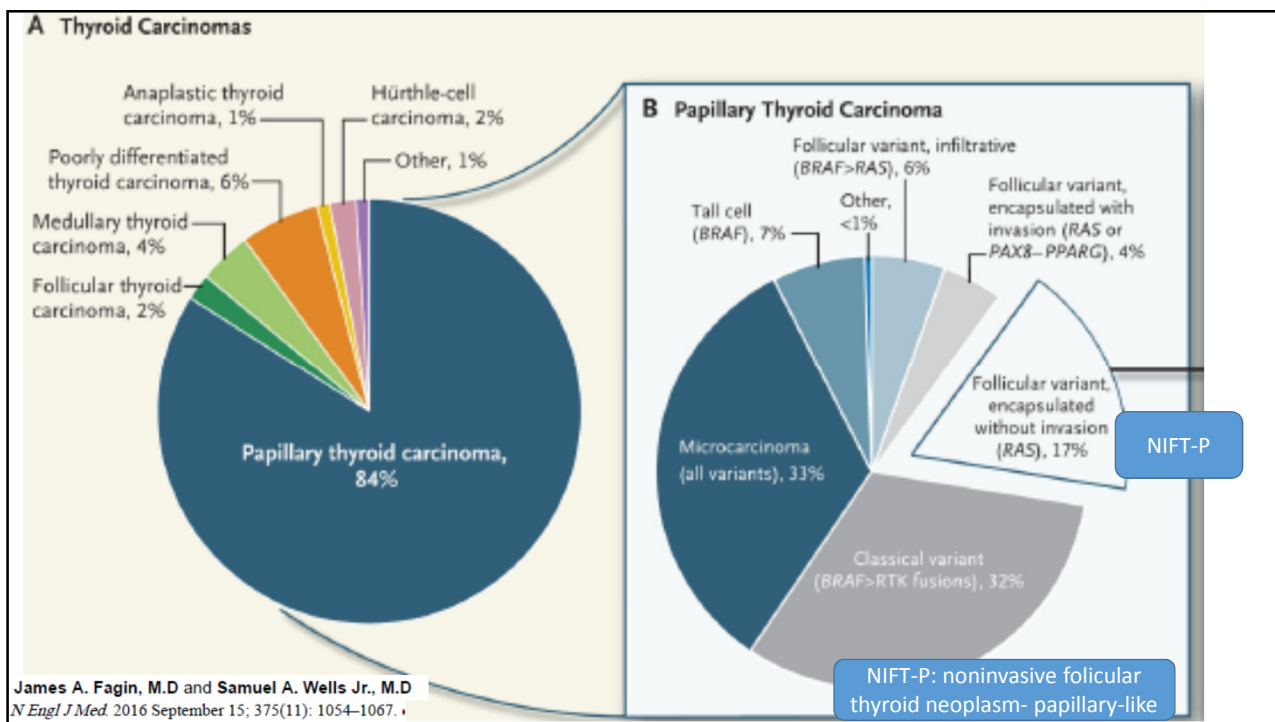 A Thyroid Carcinomas
Anaplastic thyroid
carcinoma, 1%
Hürthle-cell
carcinoma, 2%
Poorly differentiated
thyroid carcinoma, 6%
Other, 1%
Medullary thyroid
carcinoma, 4%
Follicular thyroid
carcinoma, 2%
Papillary thyroid carcinoma,
84%
B Papillary Thyroid Carcinoma
Follicular variant, infiltrative
(BRAF>RAS), 6%
Tall cell
(BRAF), 7%
Other,
<1%
Follicular variant,
encapsulated with
invasion (RAS or
PAX8–PPARG), 4%
Follicular variant,
encapsulated
without invasion
(RAS), 17%
NIFT-P
Microcarcinoma
(all variants), 33%
Classical variant
(BRAF>RTK fusions), 32%
NIFT-P: noninvasive folicular
thyroid neoplasm- papillary-like
James A. Fagin, M.D and Samuel A. Wells Jr., M.D
N Engl J Med. 2016 September 15; 375(11): 1054–1067.